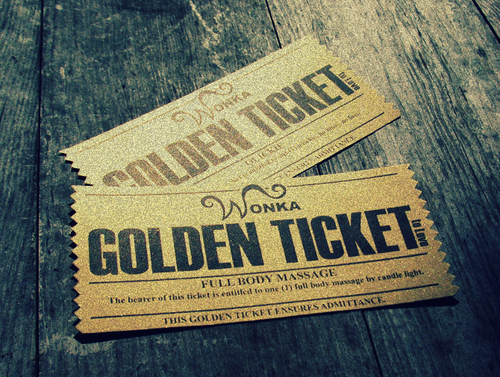 WONKA
GOLDEN TICKET
WONKA
GOLDEN TICKET
FULL BODY MASSAGE
The bearer of this ticket is entitled to one (1) full body massage by candle light.
THIS GOLDEN TICKET ENSURES ADMITTANCE.